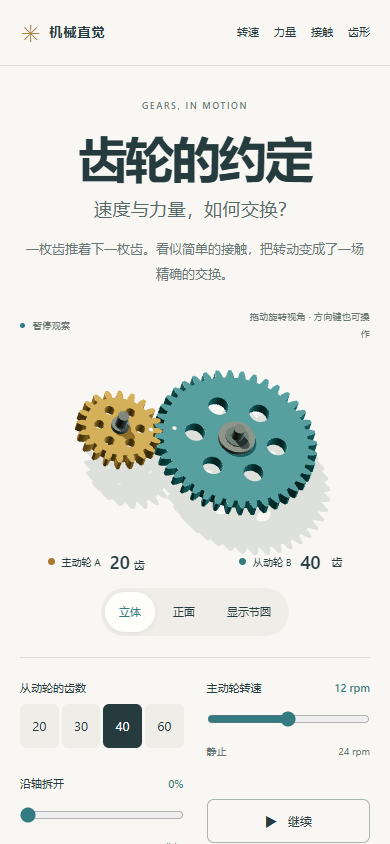 机械直觉
转速 力量 接触 齿形
GEARS, IN MOTION
齿轮的约定
速度与力量，如何交换？
一枚齿推着下一枚齿。看似简单的接触，把转动变成了一场
精确的交换。
暂停观察
拖动旋转视角 · 方向键也可操
作
主动轮 A 20 齿
从动轮 B 40 齿
立体 正面 显示节圆
从动轮的齿数
20 30 40 60
主动轮转速 12 rpm
静止 24 rpm
沿轴拆开 0%
继续